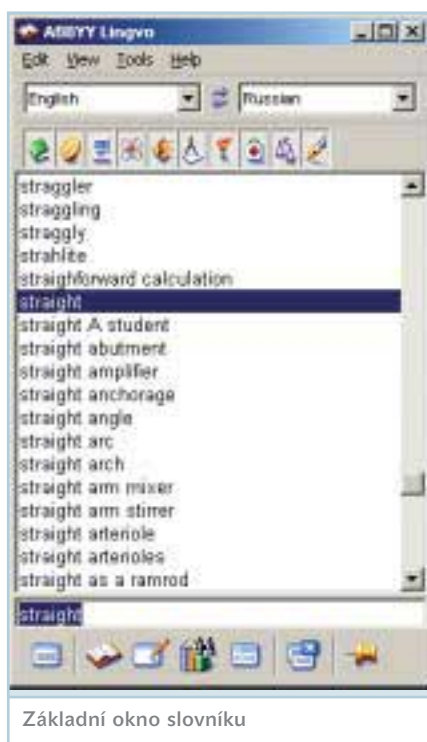 ABBYY Lingvo
Edit View Tools Help
English Russian
straggler
straggling
straggly
strahlite
straighforward calculation
straight
straight A student
straight abutment
straight amplifier
straight anchorage
straight angle
straight arc
straight arch
straight arm mixer
straight arm stirrer
straight arteriole
straight arterioles
straight as a ramrod
straight
Základní okno slovníku